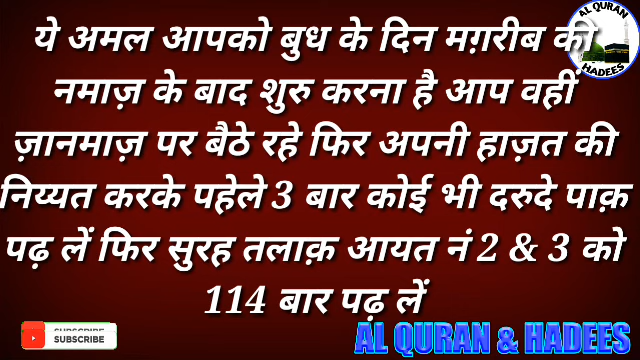 AL QURAN
HADEES
ये अमल आपको बुध के दिन मग़रीब की
नमाज़ के बाद शुरु करना है आप वहीं
ज़ानमाज़ पर बैठे रहे फिर अपनी हाज़त की
निय्यत करके पहेले 3 बार कोई भी दरुदे पाक़
पढ़ लें फिर सुरह तलाक़ आयत नं 2 & 3 को
114 बार पढ़ लें
SUBSCRIBE
SUBSCRIBE
AL QURAN & HADEES